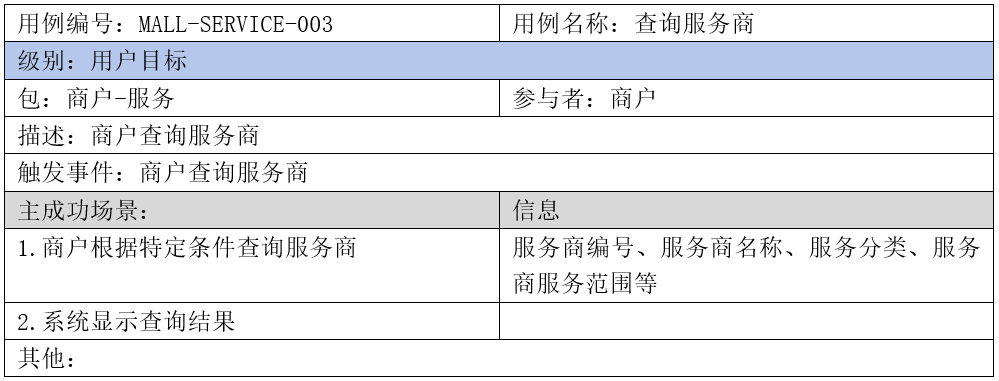 用例编号：MALL-SERVICE-003
用例名称：查询服务商
级别：用户目标
包：商户-服务
参与者：商户
描述：商户查询服务商
触发事件：商户查询服务商
主成功场景：
信息
1.商户根据特定条件查询服务商
服务商编号、服务商名称、服务分类、服务
商服务范围等
2.系统显示查询结果
其他：